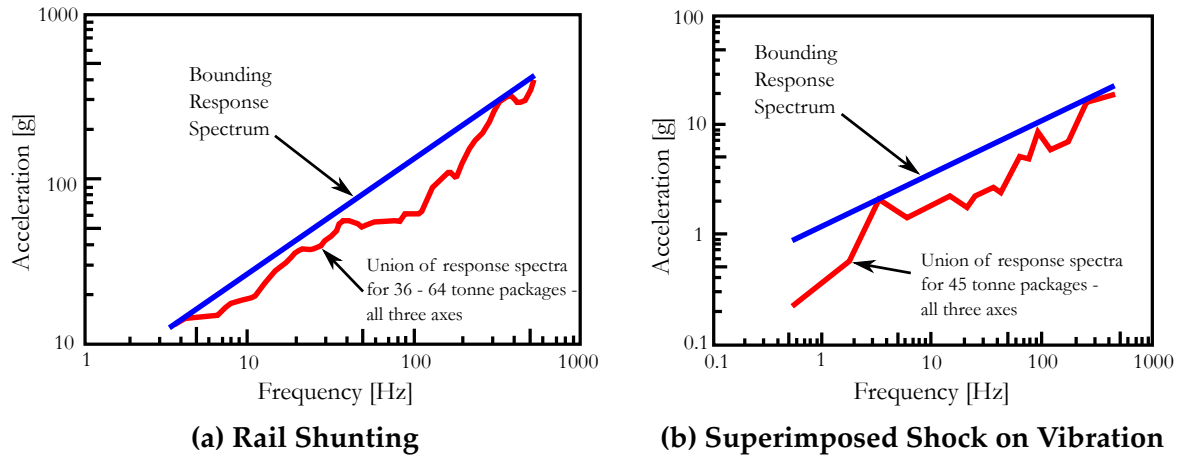 1000
100
10
Acceleration [g]
Bounding
Response
Spectrum
Union of response spectra
for 36 - 64 tonne packages -
all three axes
1
10
100
1000
Frequency [Hz]
(a) Rail Shunting
100
10
1
0.1
Acceleration [g]
Bounding
Response
Spectrum
Union of response spectra
for 45 tonne packages -
all three axes
0.1
1
10
100
1000
Frequency [Hz]
(b) Superimposed Shock on Vibration